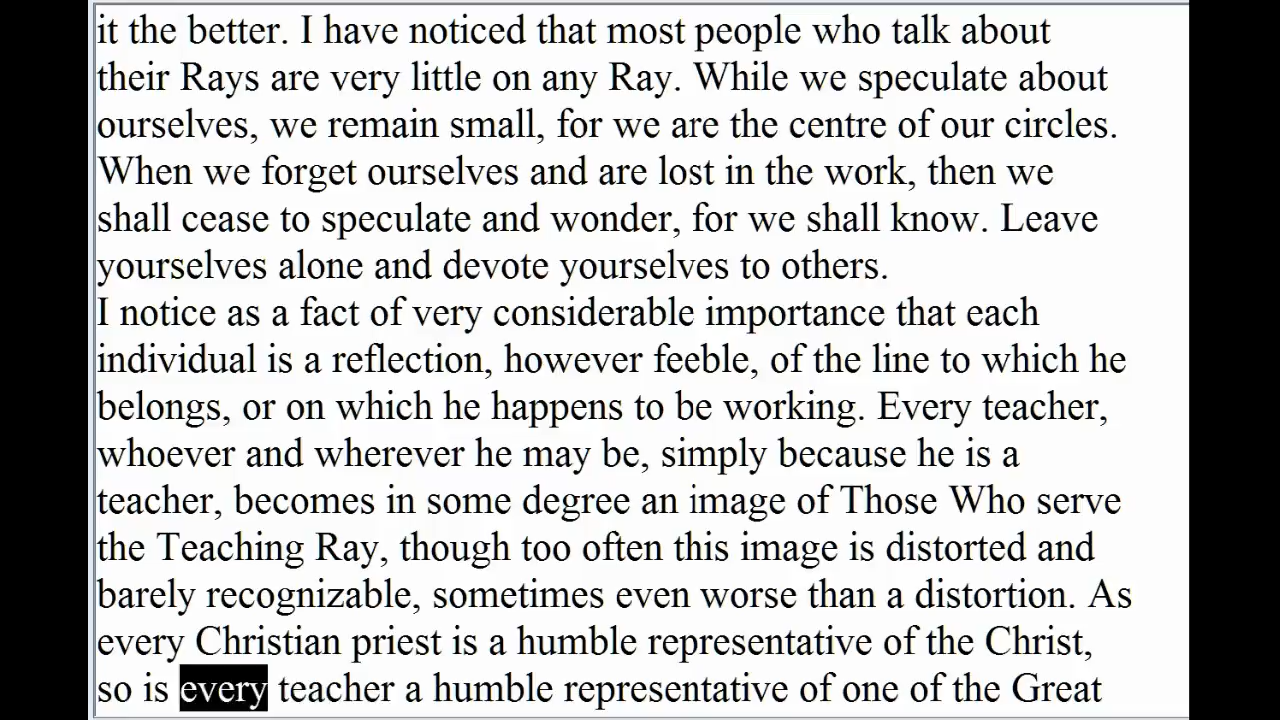 it the better. I have noticed that most people who talk about
their Rays are very little on any Ray. While we speculate about
ourselves, we remain small, for we are the centre of our circles.
When we forget ourselves and are lost in the work, then we
shall cease to speculate and wonder, for we shall know. Leave
yourselves alone and devote yourselves to others.
I notice as a fact of very considerable importance that each
individual is a reflection, however feeble, of the line to which he
belongs, or on which he happens to be working. Every teacher,
whoever and wherever he may be, simply because he is a
teacher, becomes in some degree an image of Those Who serve
the Teaching Ray, though too often this image is distorted and
barely recognizable, sometimes even worse than a distortion. As
every Christian priest is a humble representative of the Christ,
so is every teacher a humble representative of one of the Great